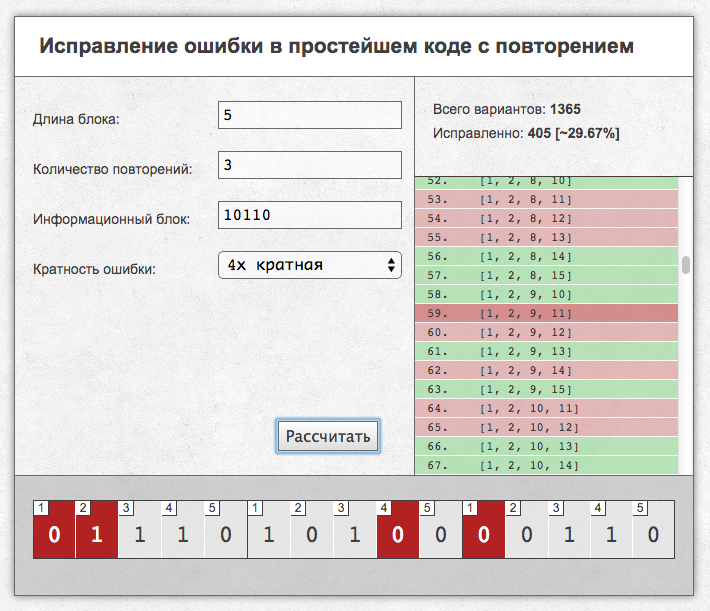 Исправление ошибки в простейшем коде с повторением
Длина блока:
5
Количество повторений:
3
Информационный блок:
10110
Кратность ошибки:
4х кратная
Рассчитать
Всего вариантов: 1365
Исправленно: 405 [~29.67%]
52. [1, 2, 8, 10]
53. [1, 2, 8, 11]
54. [1, 2, 8, 12]
55. [1, 2, 8, 13]
56. [1, 2, 8, 14]
57. [1, 2, 8, 15]
58. [1, 2, 9, 10]
59. [1, 2, 9, 11]
60. [1, 2, 9, 12]
61. [1, 2, 9, 13]
62. [1, 2, 9, 14]
63. [1, 2, 9, 15]
64. [1, 2, 10, 11]
65. [1, 2, 10, 12]
66. [1, 2, 10, 13]
67. [1, 2, 10, 14]
1 2 3 4 5 1 2 3 4 5 1 2 3 4 5
0 1 1 1 0 1 0 1 0 0 0 0 1 1 0